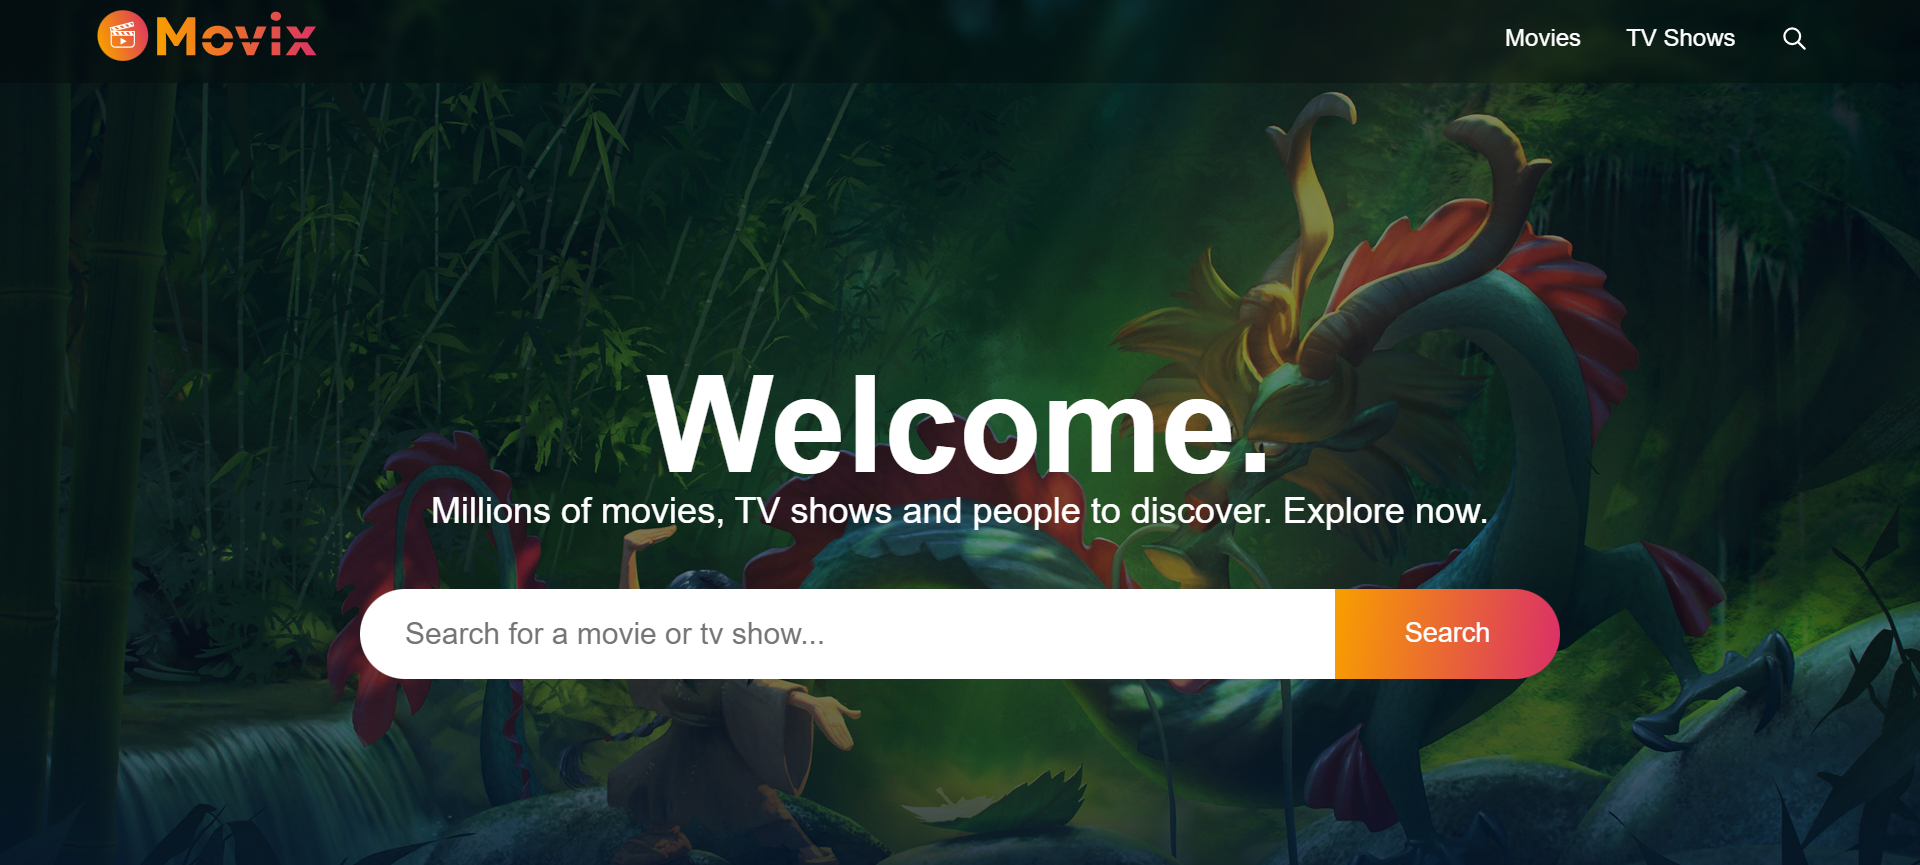 Movix
Movies
TV Shows
Welcome.
Millions of movies, TV shows and people to discover. Explore now.
Search for a movie or tv show...
Search